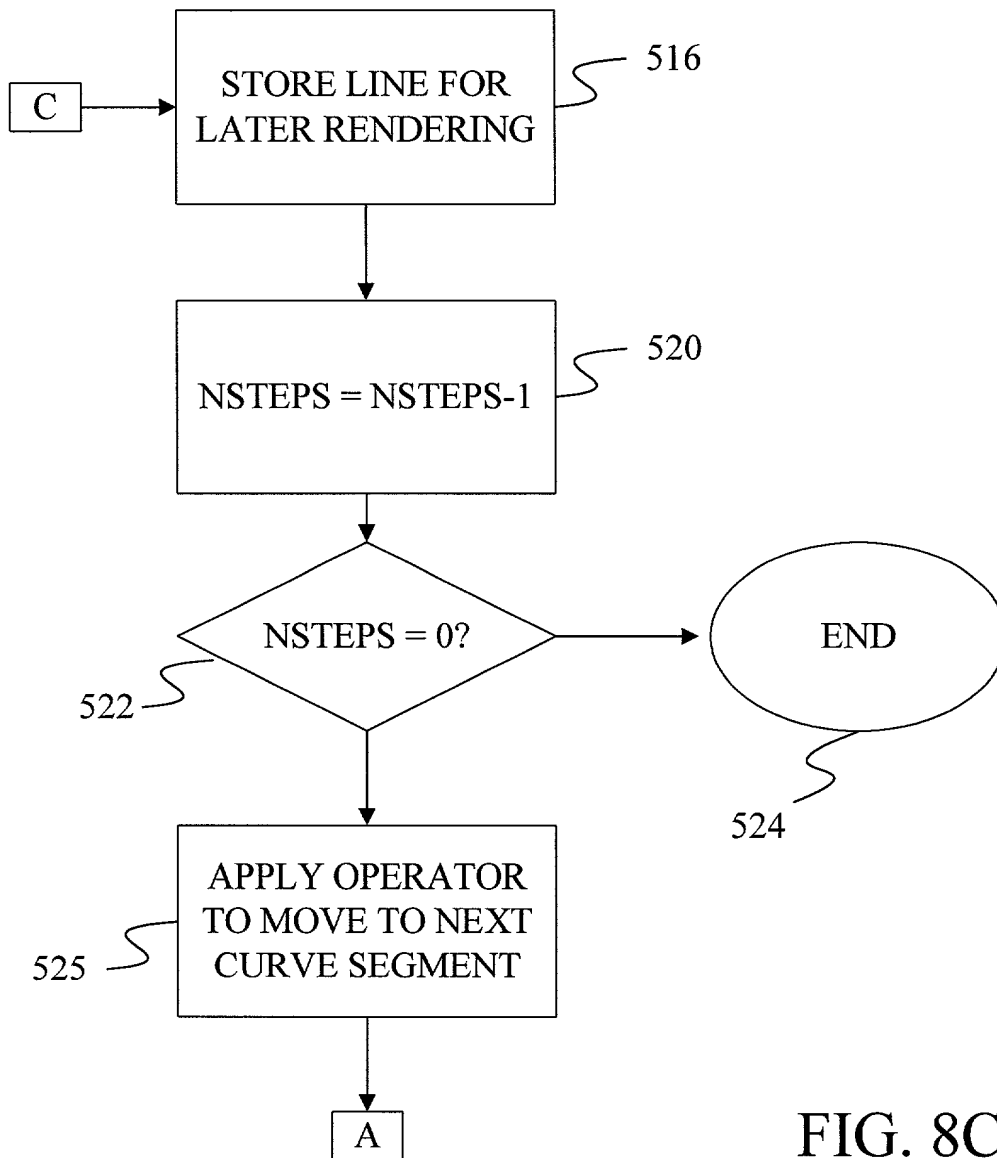 516
C
STORE LINE FOR
LATER RENDERING
520
NSTEPS = NSTEPS-1
NSTEPS = 0?
END
522
524
APPLY OPERATOR
TO MOVE TO NEXT
CURVE SEGMENT
525
A
FIG. 8C